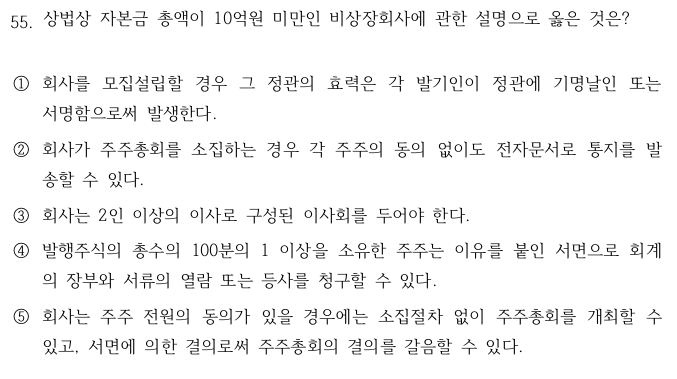 55. 상법상 자본금 총액이 10억원 미만인 비상장회사에 관한 설명으로 옳은 것은?
① 회사를 모집설립할 경우 그 정관의 효력은 각 발기인이 정관에 기명날인 또는
서명함으로써 발생한다.
② 회사가 주주총회를 소집하는 경우 각 주주의 동의 없이도 전자문서로 통지를 발
송할 수 있다.
③ 회사는 2인 이상의 이사로 구성된 이사회를 두어야 한다.
④ 발행주식의 총수의 100분의 1 이상을 소유한 주주는 이유를 붙인 서면으로 회계
의 장부와 서류의 열람 또는 등사를 청구할 수 있다.
⑤ 회사는 주주 전원의 동의가 있을 경우에는 소집절차 없이 주주총회를 개최할 수
있고, 서면에 의한 결의로써 주주총회의 결의를 갈음할 수 있다.